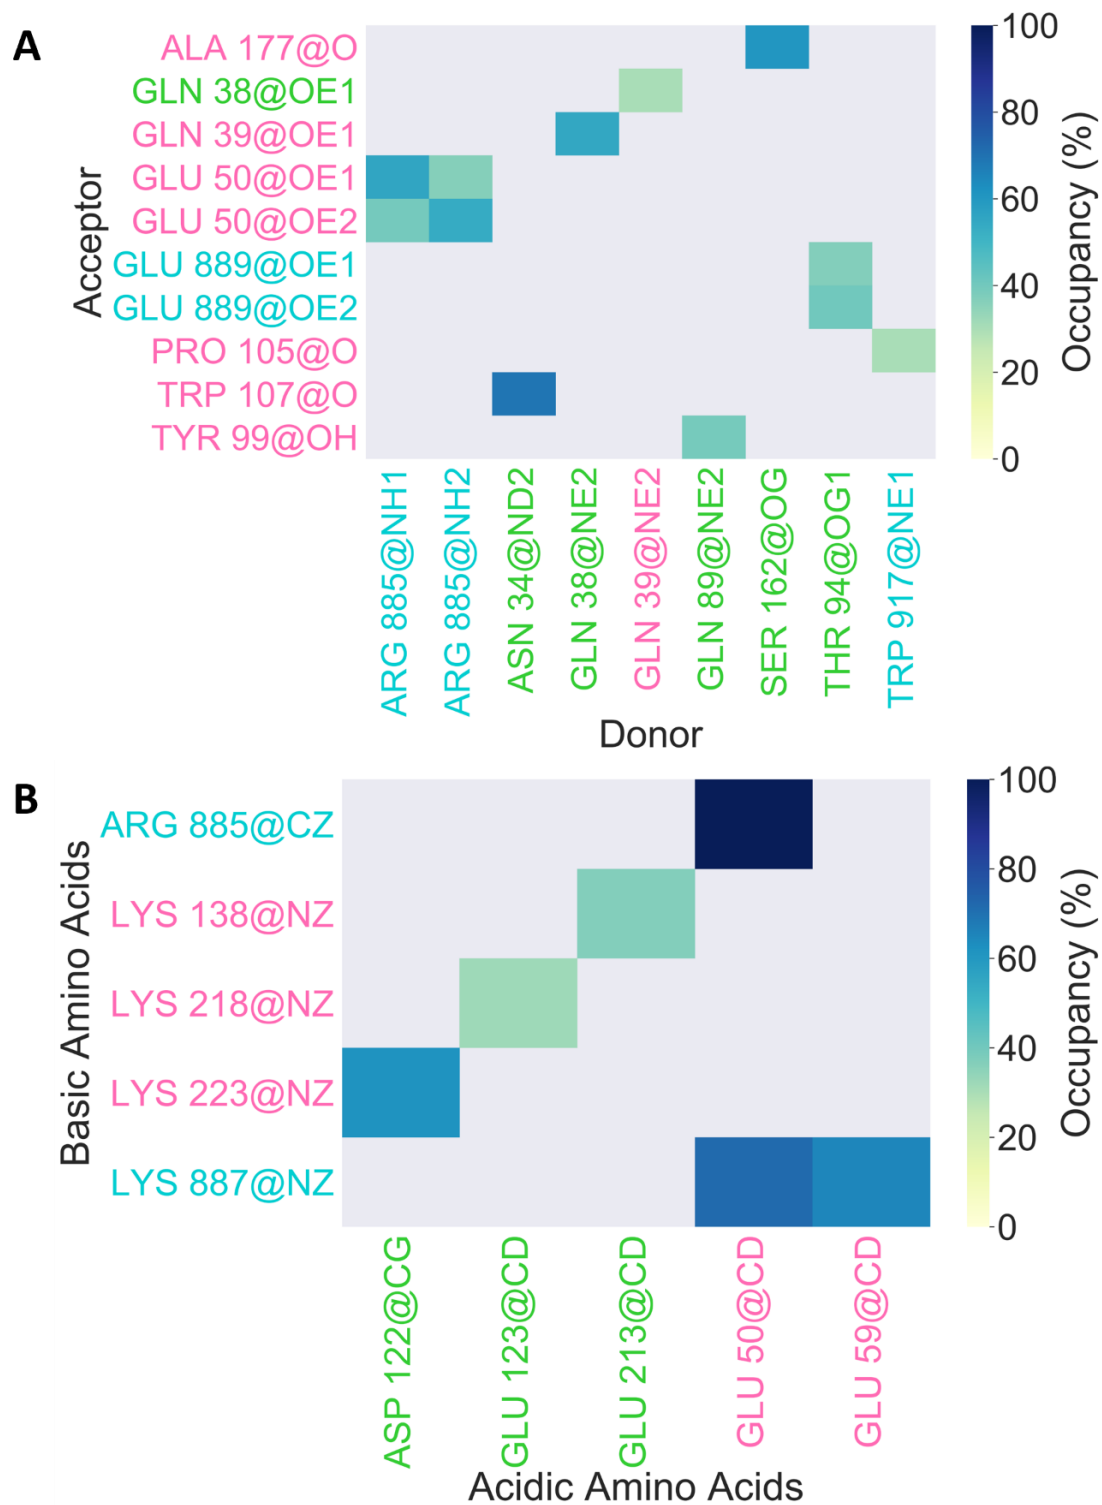 A
ALA 177@O
GLN 38@OE1
GLN 39@OE1
GLU 50@OE1
GLU 50@OE2
GLU 889@OE1
GLU 889@OE2
PRO 105@O
TRP 107@O
TYR 99@OH
Acceptor
ARG 885@NH1
ARG 885@NH2
ASN 34@ND2
GLN 38@NE2
GLN 39@NE2
GLN 89@NE2
SER 162@OG
THR 94@OG1
TRP 917@NE1
Donor
100
80
60
40
20
0
Occupancy (%)
B
ARG 885@CZ
LYS 138@NZ
LYS 218@NZ
LYS 223@NZ
LYS 887@NZ
Basic Amino Acids
ASP 122@CG
GLU 123@CD
GLU 213@CD
GLU 50@CD
GLU 59@CD
Acidic Amino Acids
100
80
60
40
20
0
Occupancy (%)